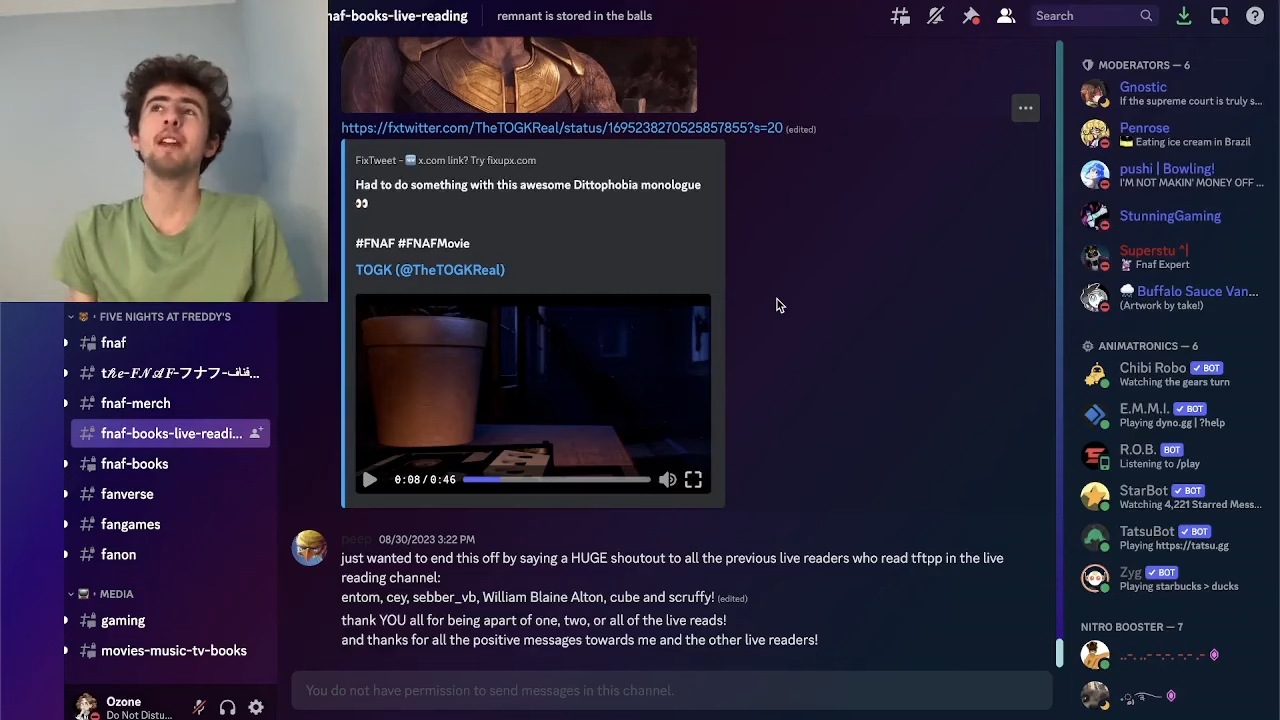 fnaf-books-live-reading
remnant is stored in the balls
Search
https://fxtwitter.com/TheTOGKReal/status/1695238270525857855?s=20 (edited)
FixTweet - 🆕 x.com link? Try fixupx.com
Had to do something with this awesome Dittophobia monologue
👀
#FNAF #FNAFMovie
TOGK (@TheTOGKReal)
0:08 / 0:46
peep 08/30/2023 3:22 PM
just wanted to end this off by saying a HUGE shoutout to all the previous live readers who read tftpp in the live
reading channel:
entom, cey, sebber_vb, William Blaine Alton, cube and scruffy! (edited)
thank YOU all for being apart of one, two, or all of the live reads!
and thanks for all the positive messages towards me and the other live readers!
You do not have permission to send messages in this channel.
FIVE NIGHTS AT FREDDY'S
fnaf
the-FNAF-フナフ-فناف...
fnaf-merch
fnaf-books-live-readi...
fnaf-books
fanverse
fangames
fanon
MEDIA
gaming
movies-music-tv-books
Ozone
Do Not Distu...
MODERATORS — 6
Gnostic
If the supreme court is truly s...
Penrose
Eating ice cream in Brazil
pushi | Bowling!
I'M NOT MAKIN' MONEY OFF ...
StunningGaming
Superstu ^|
Fnaf Expert
Buffalo Sauce Van...
(Artwork by take!)
ANIMATRONICS — 6
Chibi Robo ✓ BOT
Watching the gears turn
E.M.M.I. ✓ BOT
Playing dyno.gg | ?help
R.O.B. BOT
Listening to /play
StarBot ✓ BOT
Watching 4,221 Starred Mess...
TatsuBot ✓ BOT
Playing https://tatsu.gg
Zyg ✓ BOT
Playing starbucks > ducks
NITRO BOOSTER — 7